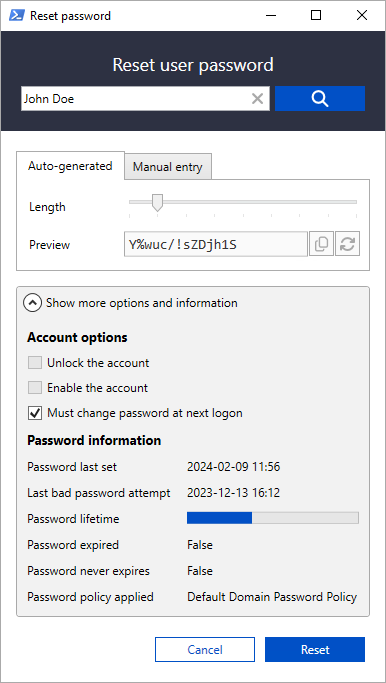 Reset password
Reset user password
John Doe
Auto-generated Manual entry
Length
Preview Y%wuc/!sZDjh1S
Show more options and information
Account options
Unlock the account
Enable the account
Must change password at next logon
Password information
Password last set 2024-02-09 11:56
Last bad password attempt 2023-12-13 16:12
Password lifetime
Password expired False
Password never expires False
Password policy applied Default Domain Password Policy
Cancel Reset